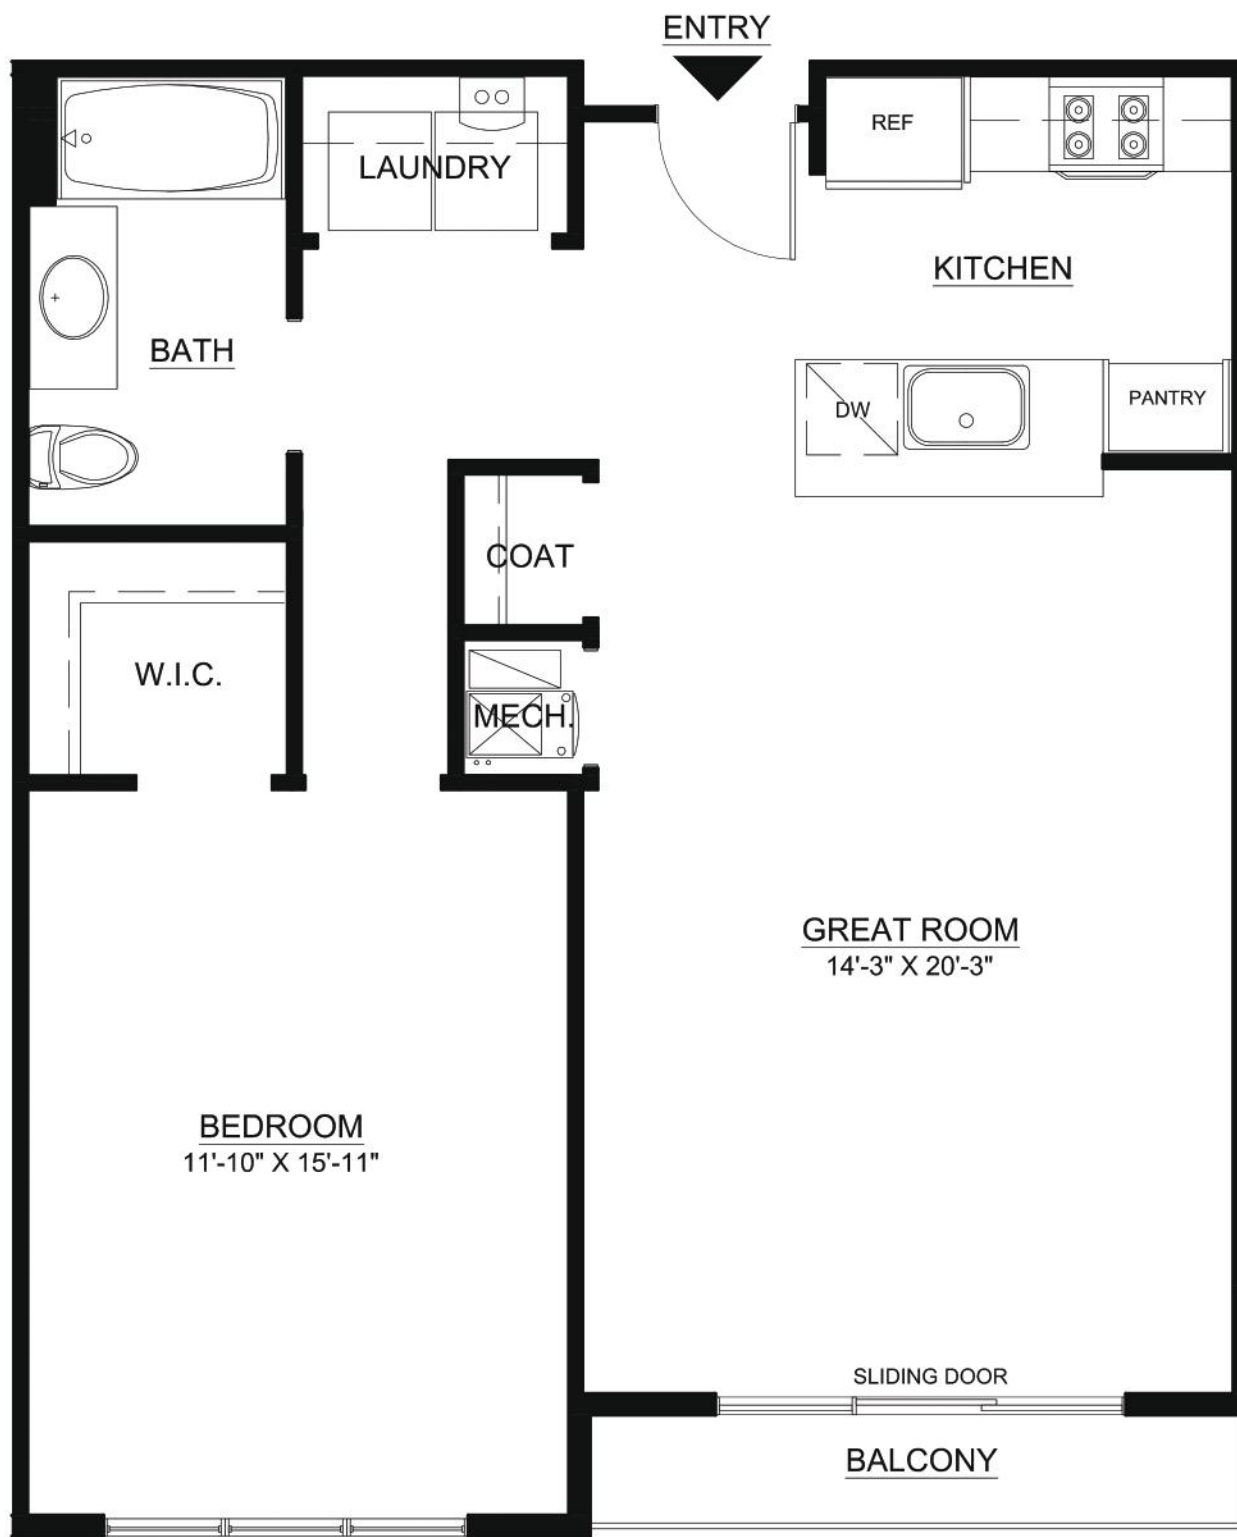 ENTRY
REF
LAUNDRY
KITCHEN
BATH
PANTRY
DW
COAT
W.I.C.
MECH.
GREAT ROOM
14'-3" X 20'-3"
BEDROOM
11'-10" X 15'-11"
SLIDING DOOR
BALCONY